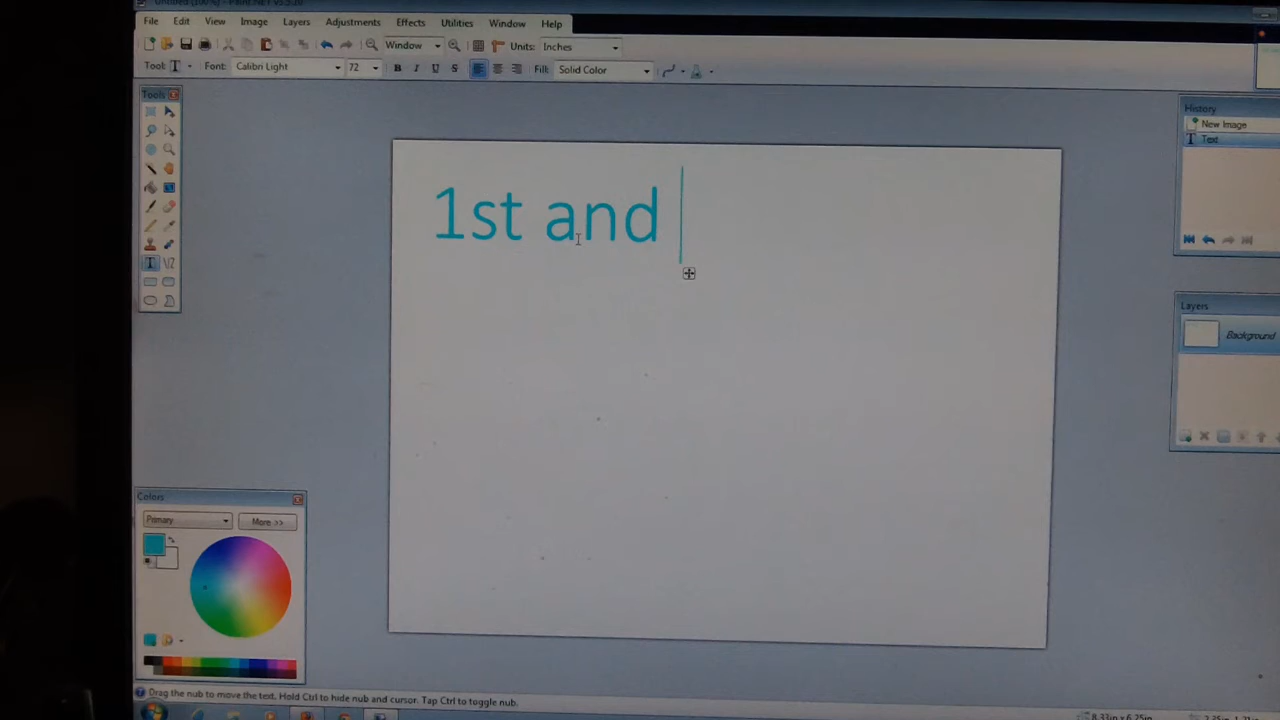 File Edit View Image Layers Adjustments Effects Utilities Window Help
Window Units: Inches
Tool: Font: Calibri Light 72 B I U S Fill: Solid Color
Tools
History
New Image
Text
1st and
Layers
Background
Colors
Primary More >>
Drag the nub to move the text. Hold Ctrl to hide nub and cursor. Tap Ctrl to toggle nub.